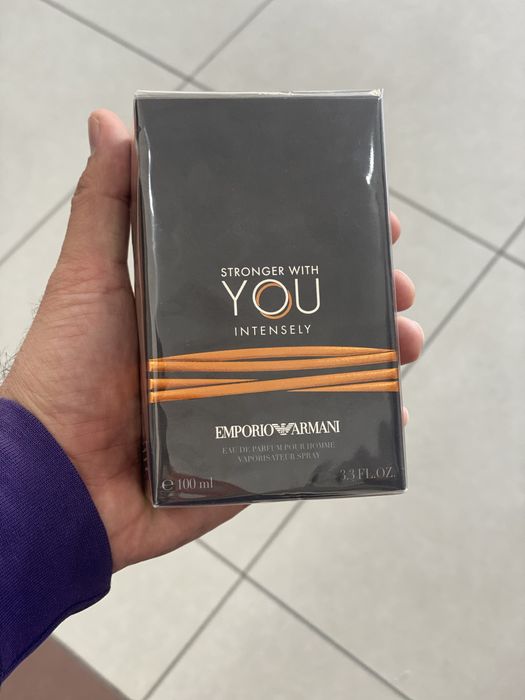 STRONGER WITH
YOU
INTENSELY
EMPORIO ARMANI
EAU DE PARFUM POUR HOMME
VAPORISATEUR SPRAY
e 100 ml
3.3 FL.OZ.